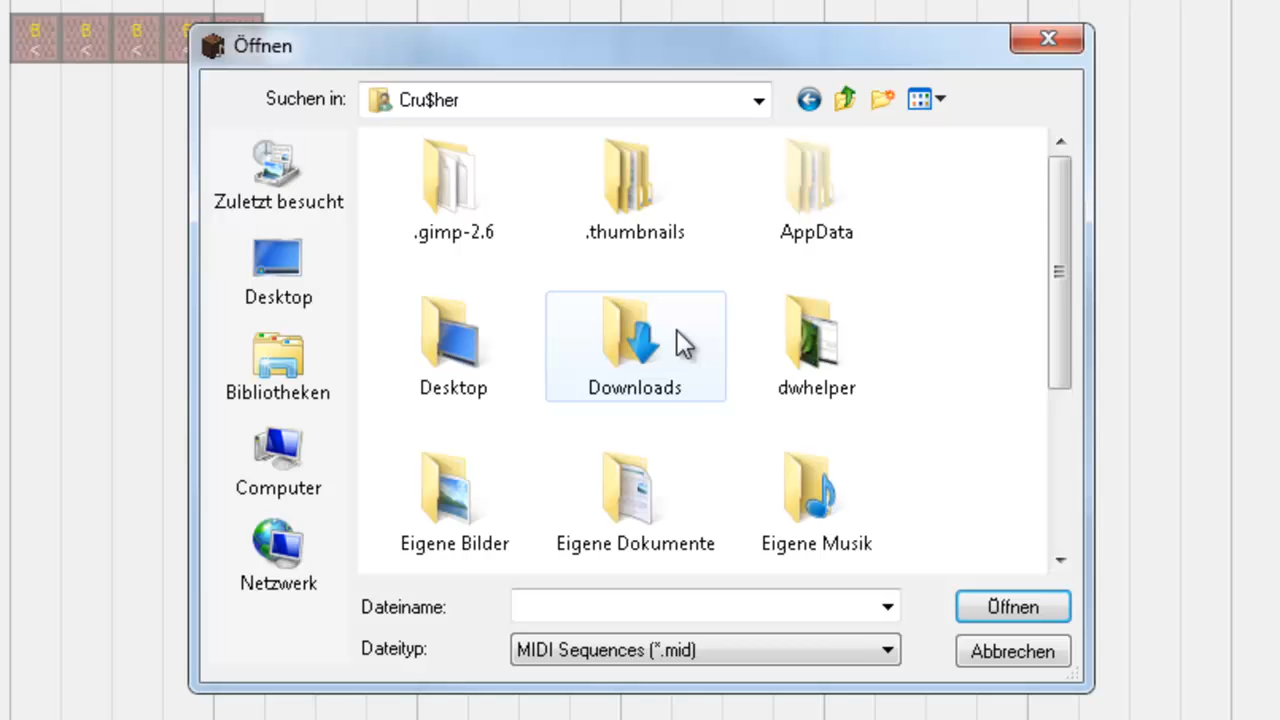 B B B
< < < <
Öffnen
Suchen in:
Cru$her
Zuletzt besucht
Desktop
Bibliotheken
Computer
Netzwerk
.gimp-2.6
.thumbnails
AppData
Desktop
Downloads
dwhelper
Eigene Bilder
Eigene Dokumente
Eigene Musik
Dateiname:
Öffnen
Dateityp:
MIDI Sequences (*.mid)
Abbrechen